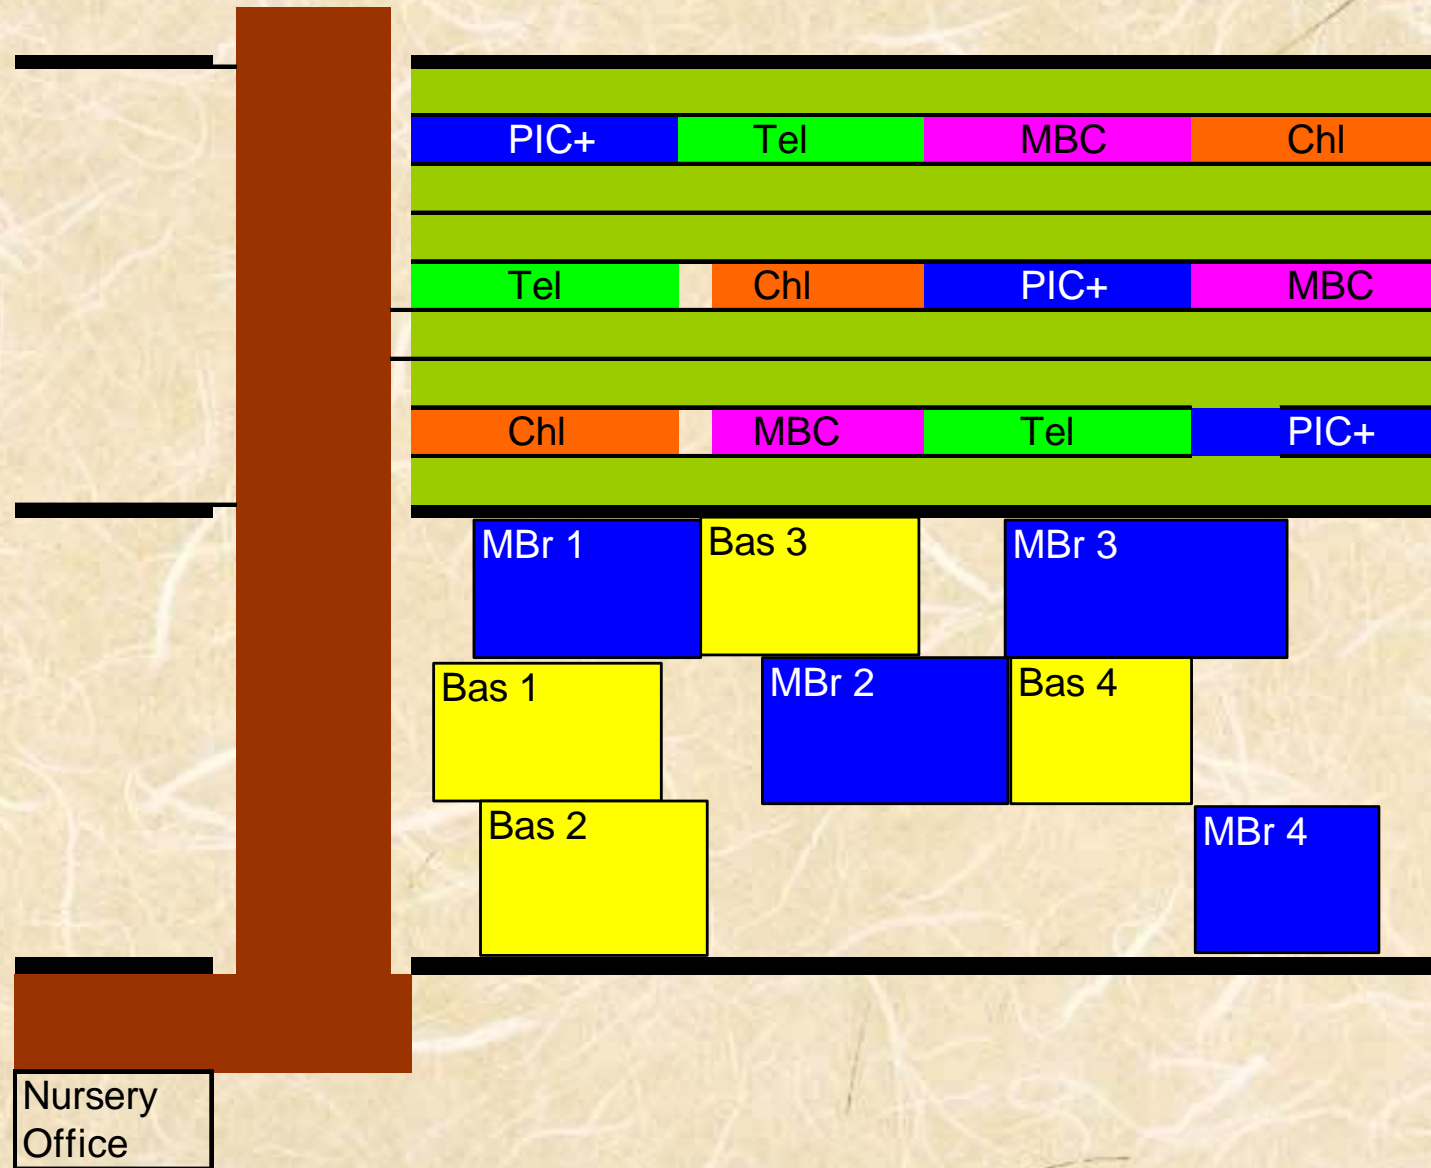 PIC+ Tel MBC Chl
Tel Chl PIC+ MBC
Chl MBC Tel PIC+
MBr 1 Bas 3 MBr 3
Bas 1 MBr 2 Bas 4
Bas 2 MBr 4
Nursery
Office